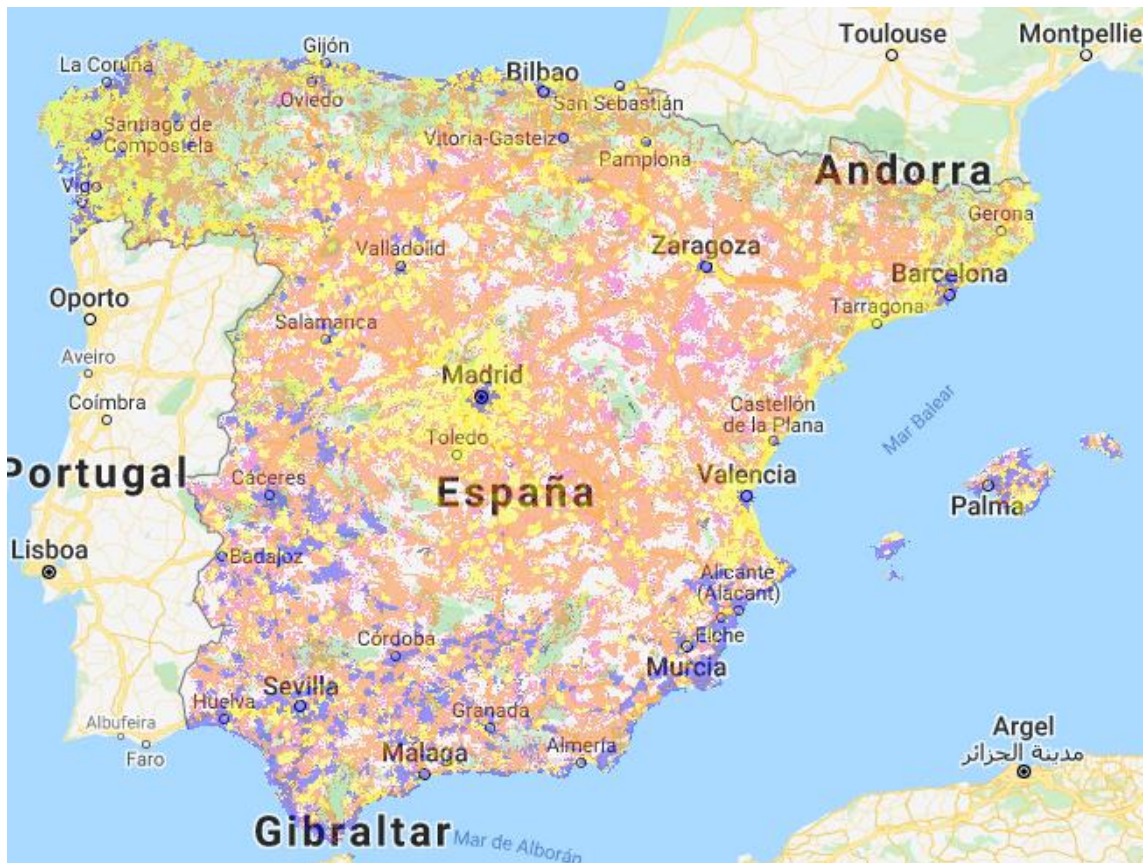 Toulouse
Montpellie
Gijón
La Coruña
Bilbao
Oviedo
San Sebastián
Santiago de
Compostela
Vitoria-Gasteiz
Pamplona
Andorra
Vigo
Gerona
Valladolid
Zaragoza
Barcelona
Oporto
Tarragona
Salamanca
Aveiro
Madrid
Coímbra
Castellón
de la Plana
Mar Balear
Toledo
Portugal
Cáceres
España
Valencia
Palma
Lisboa
Badajoz
Alicante
(Alacant)
Córdoba
Elche
Murcia
Sevilla
Huelva
Granada
Albufeira
Faro
Málaga
Almería
Argel
مدينة الجزائر
Gibraltar
Mar de Alborán